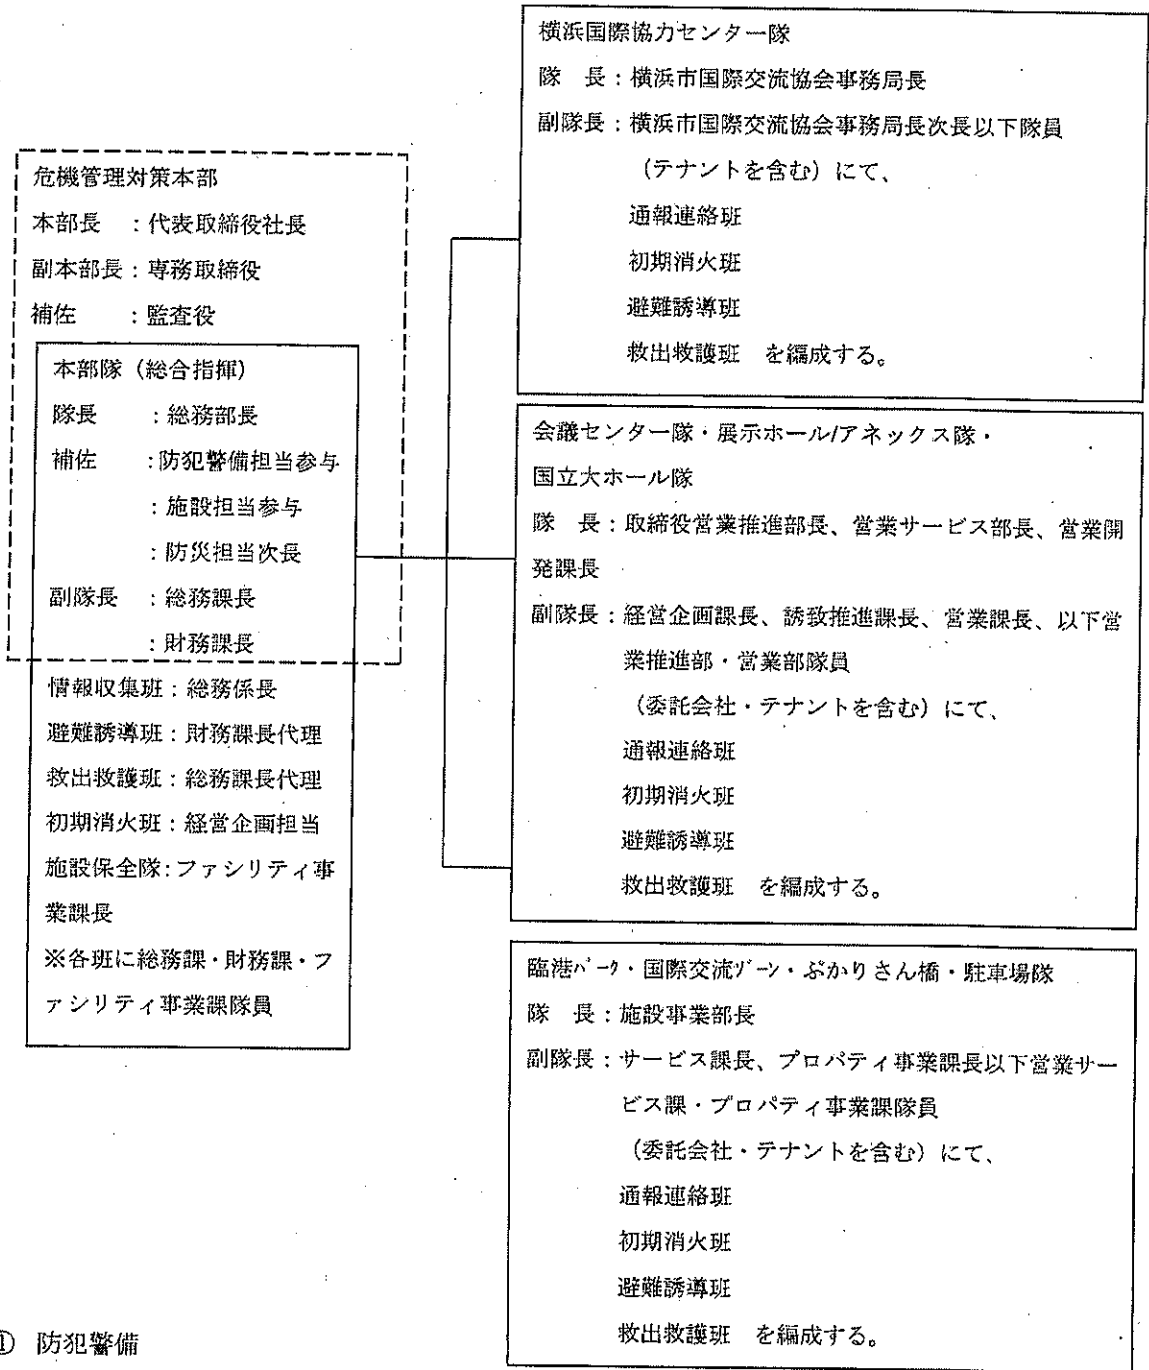 危機管理対策本部
本部長　：代表取締役社長
副本部長：専務取締役
補佐　　：監査役
本部隊（総合指揮）
隊長　　：総務部長
補佐　　：防犯警備担当参与
：施設担当参与
：防災担当次長
副隊長　：総務課長
：財務課長
情報収集班：総務係長
避難誘導班：財務課長代理
救出救護班：総務課長代理
初期消火班：経営企画担当
施設保全隊：ファシリティ事
業課長
※各班に総務課・財務課・フ
ァシリティ事業課隊員
横浜国際協力センター隊
隊　長：横浜市国際交流協会事務局長
副隊長：横浜市国際交流協会事務局長次長以下隊員
（テナントを含む）にて、
通報連絡班
初期消火班
避難誘導班
救出救護班　を編成する。
会議センター隊・展示ホール/アネックス隊・
国立大ホール隊
隊　長：取締役営業推進部長、営業サービス部長、営業開
発課長
副隊長：経営企画課長、誘致推進課長、営業課長、以下営
業推進部・営業部隊員
（委託会社・テナントを含む）にて、
通報連絡班
初期消火班
避難誘導班
救出救護班　を編成する。
臨港ﾊﾟｰｸ・国際交流ｿﾞｰﾝ・ぷかりさん橋・駐車場隊
隊　長：施設事業部長
副隊長：サービス課長、プロパティ事業課長以下営業サー
ビス課・プロパティ事業課隊員
（委託会社・テナントを含む）にて、
通報連絡班
初期消火班
避難誘導班
救出救護班　を編成する。
① 防犯警備